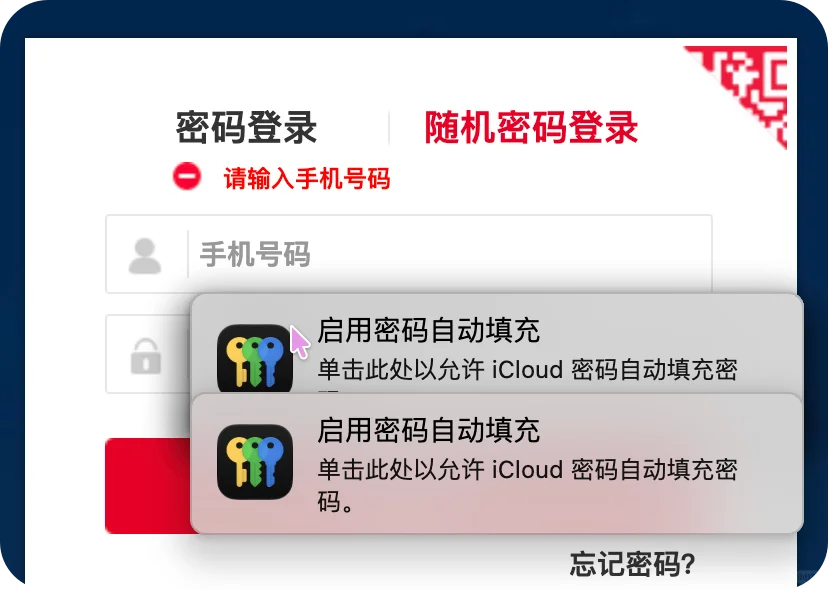 密码登录
随机密码登录
请输入手机号码
手机号码
启用密码自动填充
单击此处以允许 iCloud 密码自动填充密
启用密码自动填充
单击此处以允许 iCloud 密码自动填充密
码。
忘记密码?